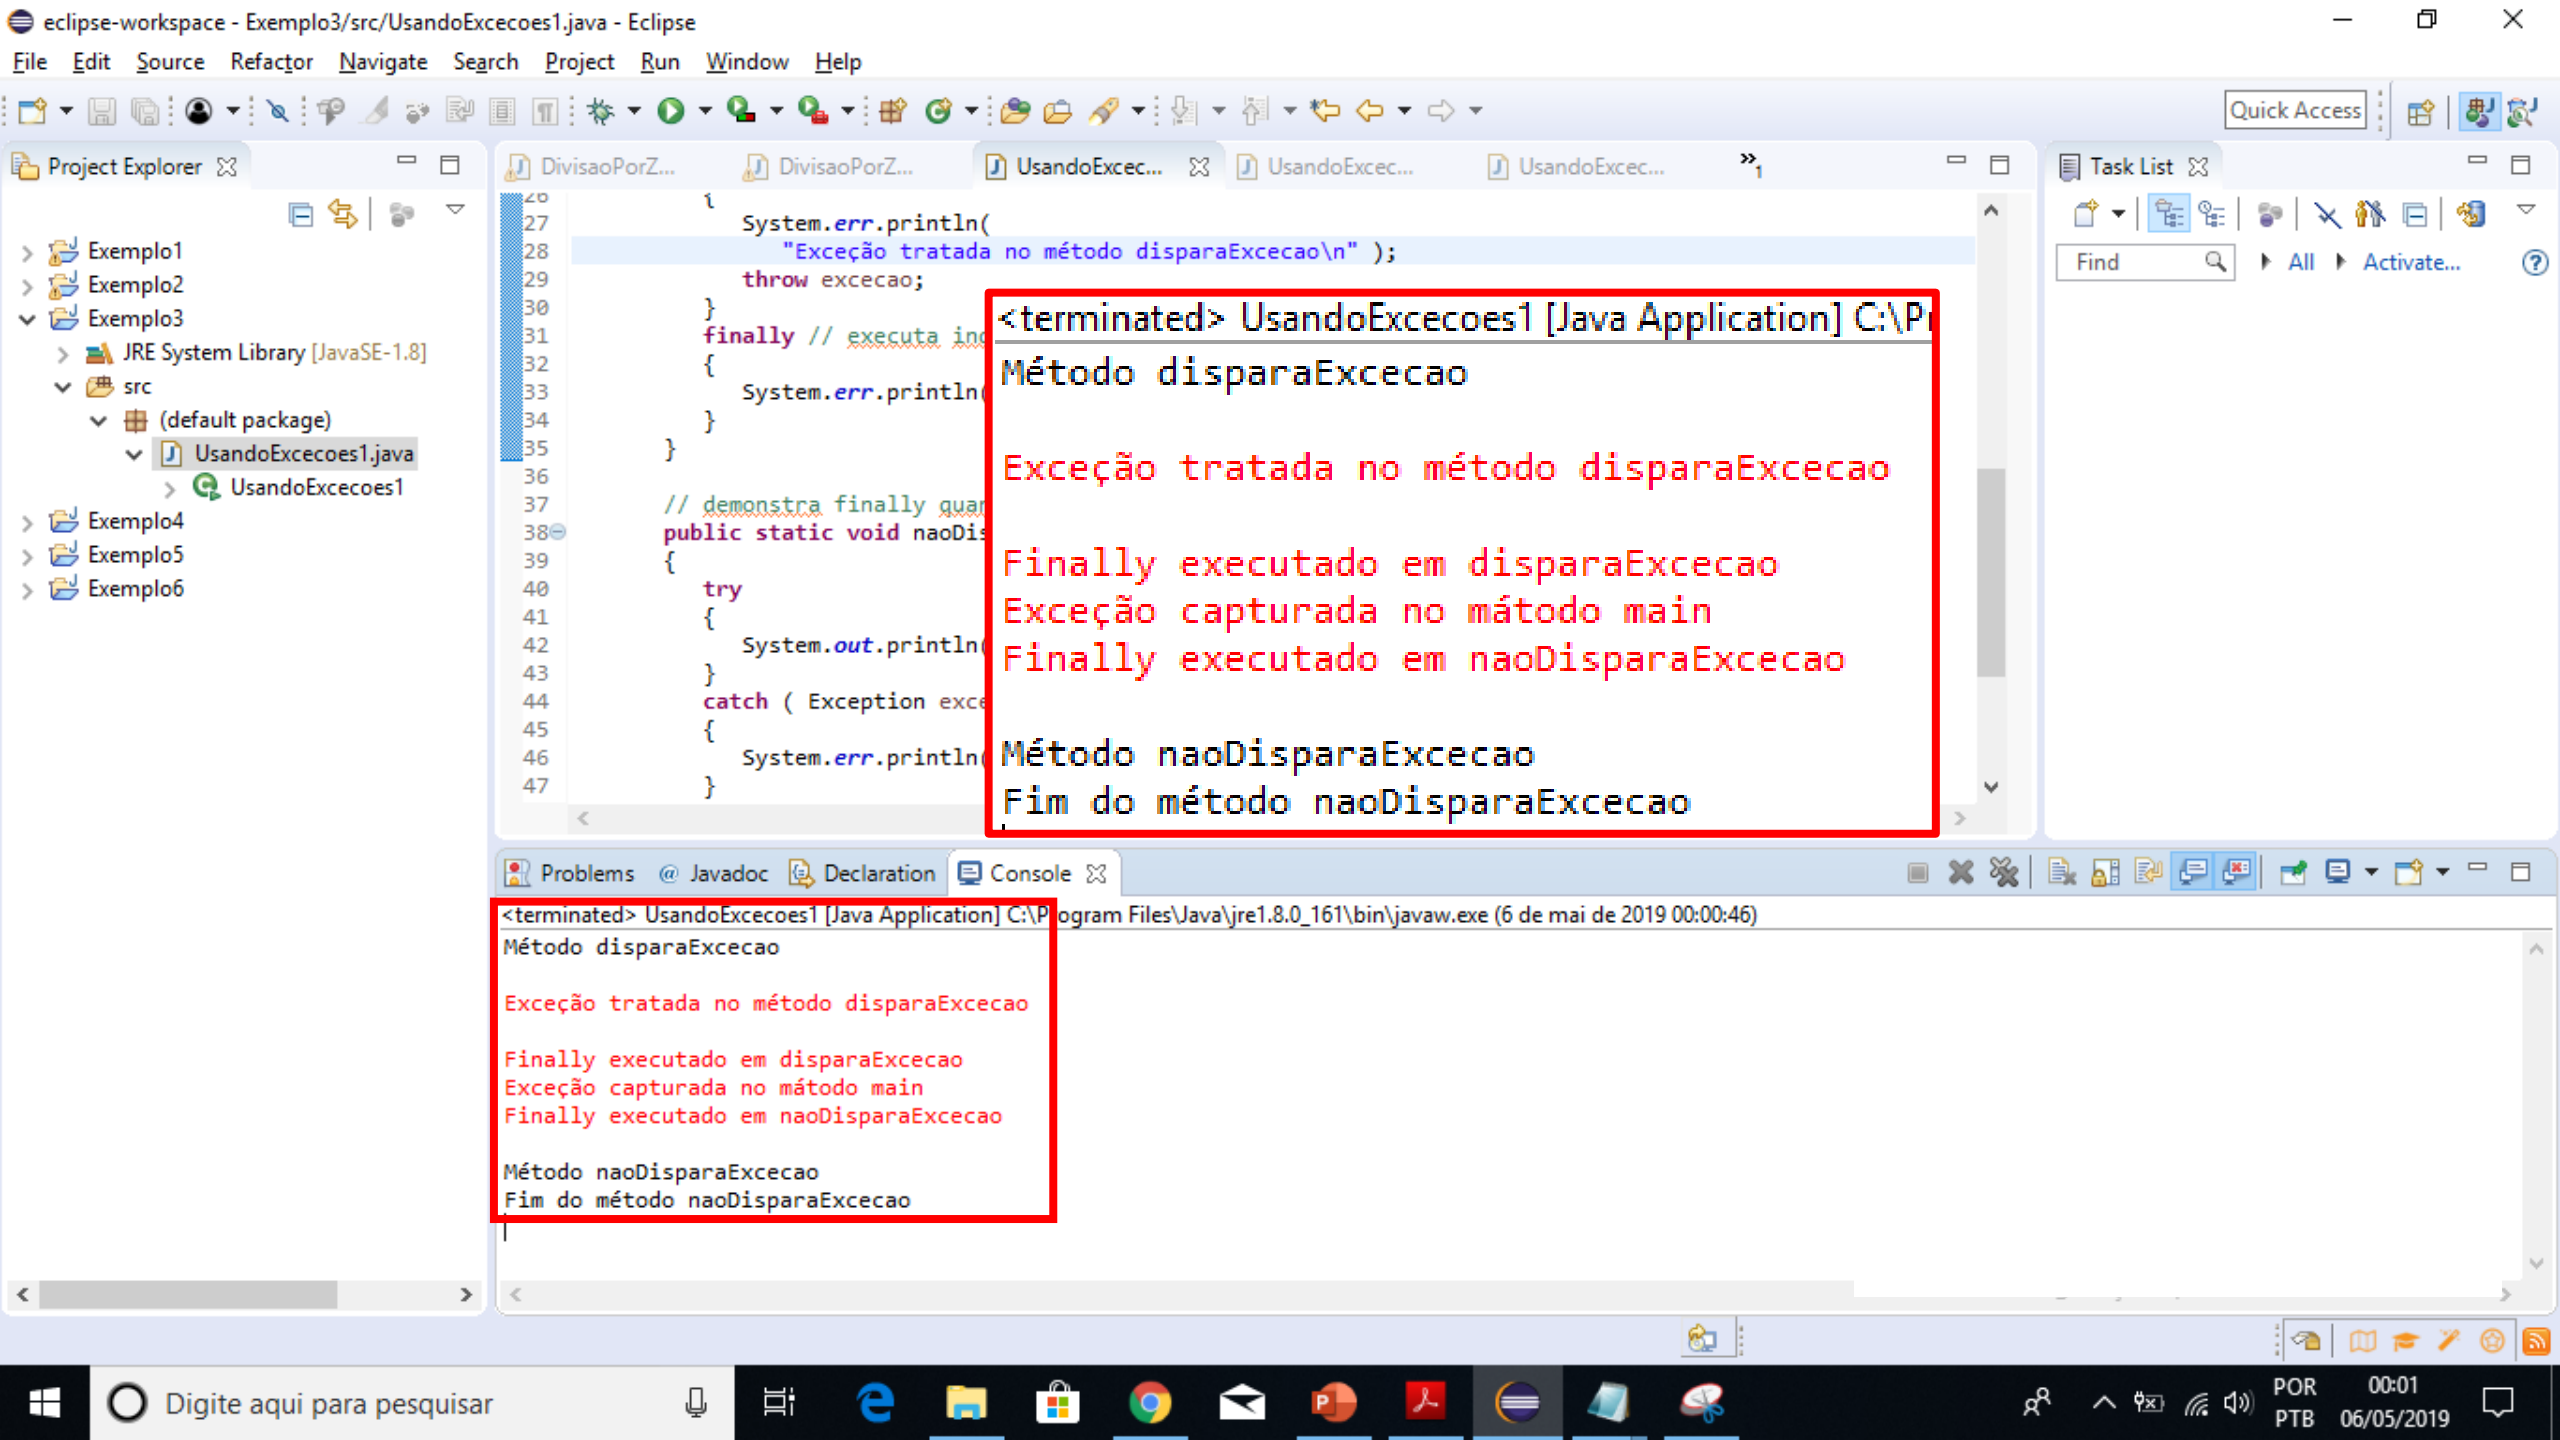 eclipse-workspace - Exemplo3/src/UsandoExcecoes1.java - Eclipse
File Edit Source Refactor Navigate Search Project Run Window Help
Quick Access
Project Explorer
DivisaoPorZ...
DivisaoPorZ...
UsandoExcec...
UsandoExcec...
UsandoExcec...
»1
Task List
Find
All
Activate...
Exemplo1
Exemplo2
Exemplo3
JRE System Library [JavaSE-1.8]
src
(default package)
UsandoExcecoes1.java
UsandoExcecoes1
Exemplo4
Exemplo5
Exemplo6
26 {
27 System.err.println(
28 "Exceção tratada no método disparaExcecao\n" );
29 throw excecao;
30 }
31 finally // executa
32 {
33 System.err.println(
34 }
35 }
36
37 // demonstra finally
38 public static void
39 {
40 try
41 {
42 System.out.println(
43 }
44 catch ( Exception
45 {
46 System.err.println(
47 }
<terminated> UsandoExcecoes1 [Java Application] C:\P
Método disparaExcecao
Exceção tratada no método disparaExcecao
Finally executado em disparaExcecao
Exceção capturada no mátodo main
Finally executado em naoDisparaExcecao
Método naoDisparaExcecao
Fim do método naoDisparaExcecao
Problems
@ Javadoc
Declaration
Console
<terminated> UsandoExcecoes1 [Java Application] C:\Program Files\Java\jre1.8.0_161\bin\javaw.exe (6 de mai de 2019 00:00:46)
Método disparaExcecao
Exceção tratada no método disparaExcecao
Finally executado em disparaExcecao
Exceção capturada no mátodo main
Finally executado em naoDisparaExcecao
Método naoDisparaExcecao
Fim do método naoDisparaExcecao
Digite aqui para pesquisar
POR
PTB
00:01
06/05/2019